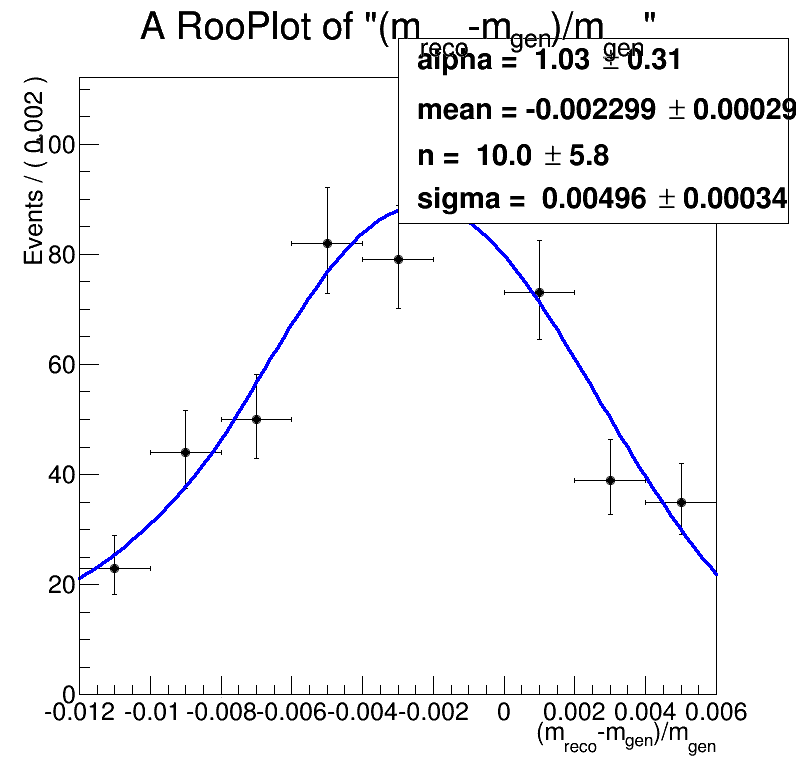 A RooPlot of "(m_reco-m_gen)/m_gen"
alpha = 1.03 ± 0.31
mean = -0.002299 ± 0.00029
n = 10.0 ± 5.8
sigma = 0.00496 ± 0.00034
Events / ( 0.002 )
100
80
60
40
20
0
-0.012 -0.01 -0.008 -0.006 -0.004 -0.002 0 0.002 0.004 0.006
(m_reco-m_gen)/m_gen